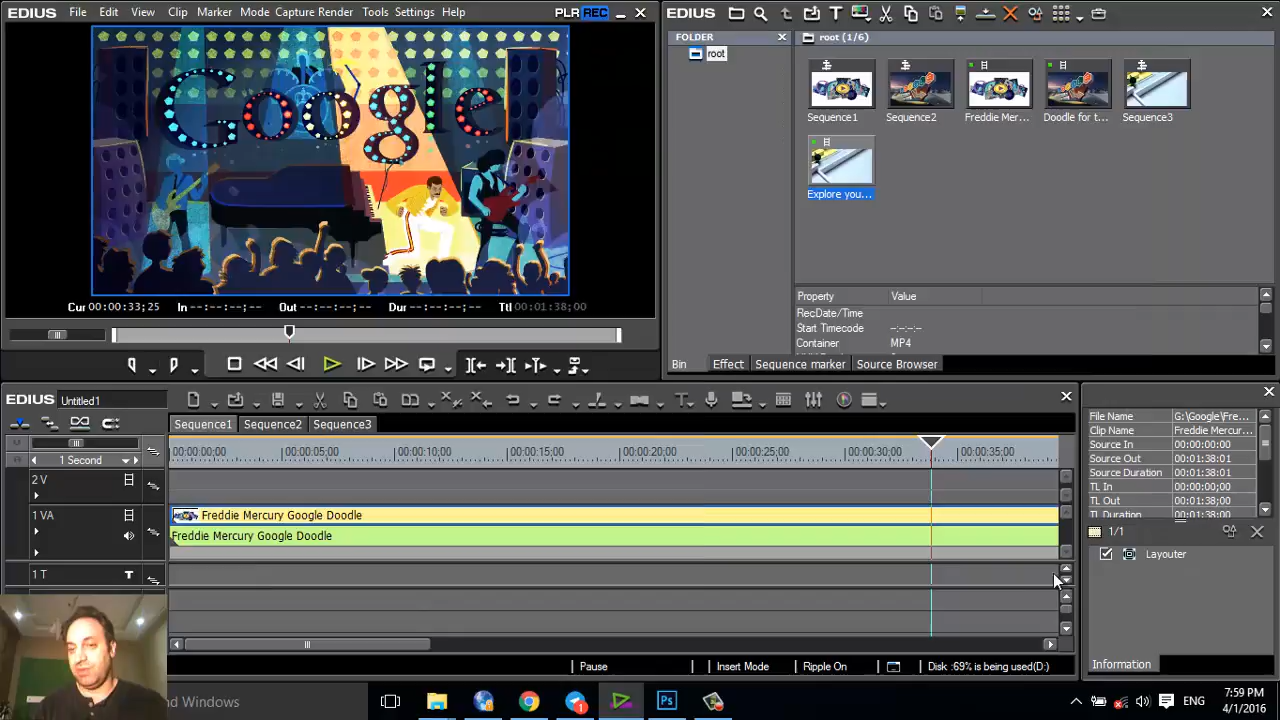 EDIUS File Edit View Clip Marker Mode Capture Render Tools Settings Help PLR REC
Google
Cur 00:00:33;25 In --:--:--;-- Out --:--:--;-- Dur --:--:--;-- Ttl 00:01:38;00
EDIUS
FOLDER
root
root (1/6)
Sequence1
Sequence2
Freddie Mer...
Doodle for t...
Sequence3
Explore you...
Property Value
RecDate/Time
Start Timecode --:--:--;--
Container MP4
Bin Effect Sequence marker Source Browser
EDIUS Untitled1
Sequence1 Sequence2 Sequence3
1 Second
00:00:00;00 00:00:05;00 00:00:10;00 00:00:15;00 00:00:20;00 00:00:25;00 00:00:30;00 00:00:35;00
2 V
1 VA
Freddie Mercury Google Doodle
Freddie Mercury Google Doodle
1 T T
Pause Insert Mode Ripple On Disk :69% is being used(D:)
File Name G:\Google\Fre...
Clip Name Freddie Mercur...
Source In 00:00:00:00
Source Out 00:01:38:01
Source Duration 00:01:38:01
TL In 00:00:00;00
TL Out 00:01:38;00
TL Duration 00:01:38;00
1/1
Layouter
Information
nd Windows
1
Ps
ENG
7:59 PM
4/1/2016